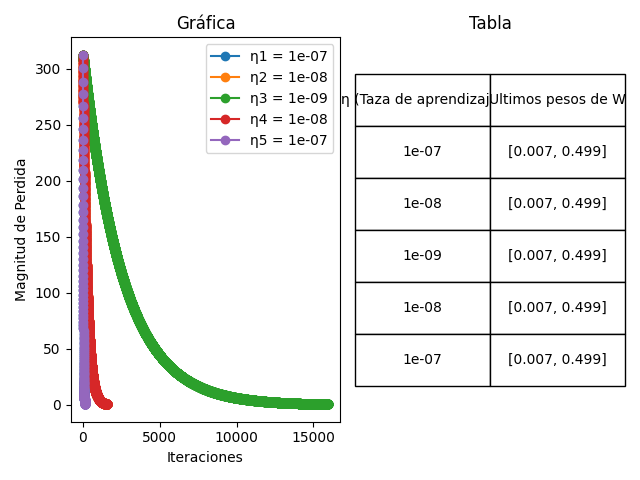 Gráfica
Tabla
300
250
200
150
100
50
0
Magnitud de Perdida
0
5000
10000
15000
Iteraciones
η1 = 1e-07
η2 = 1e-08
η3 = 1e-09
η4 = 1e-08
η5 = 1e-07
η (Taza de aprendizaj Ultimos pesos de W
1e-07 [0.007, 0.499]
1e-08 [0.007, 0.499]
1e-09 [0.007, 0.499]
1e-08 [0.007, 0.499]
1e-07 [0.007, 0.499]